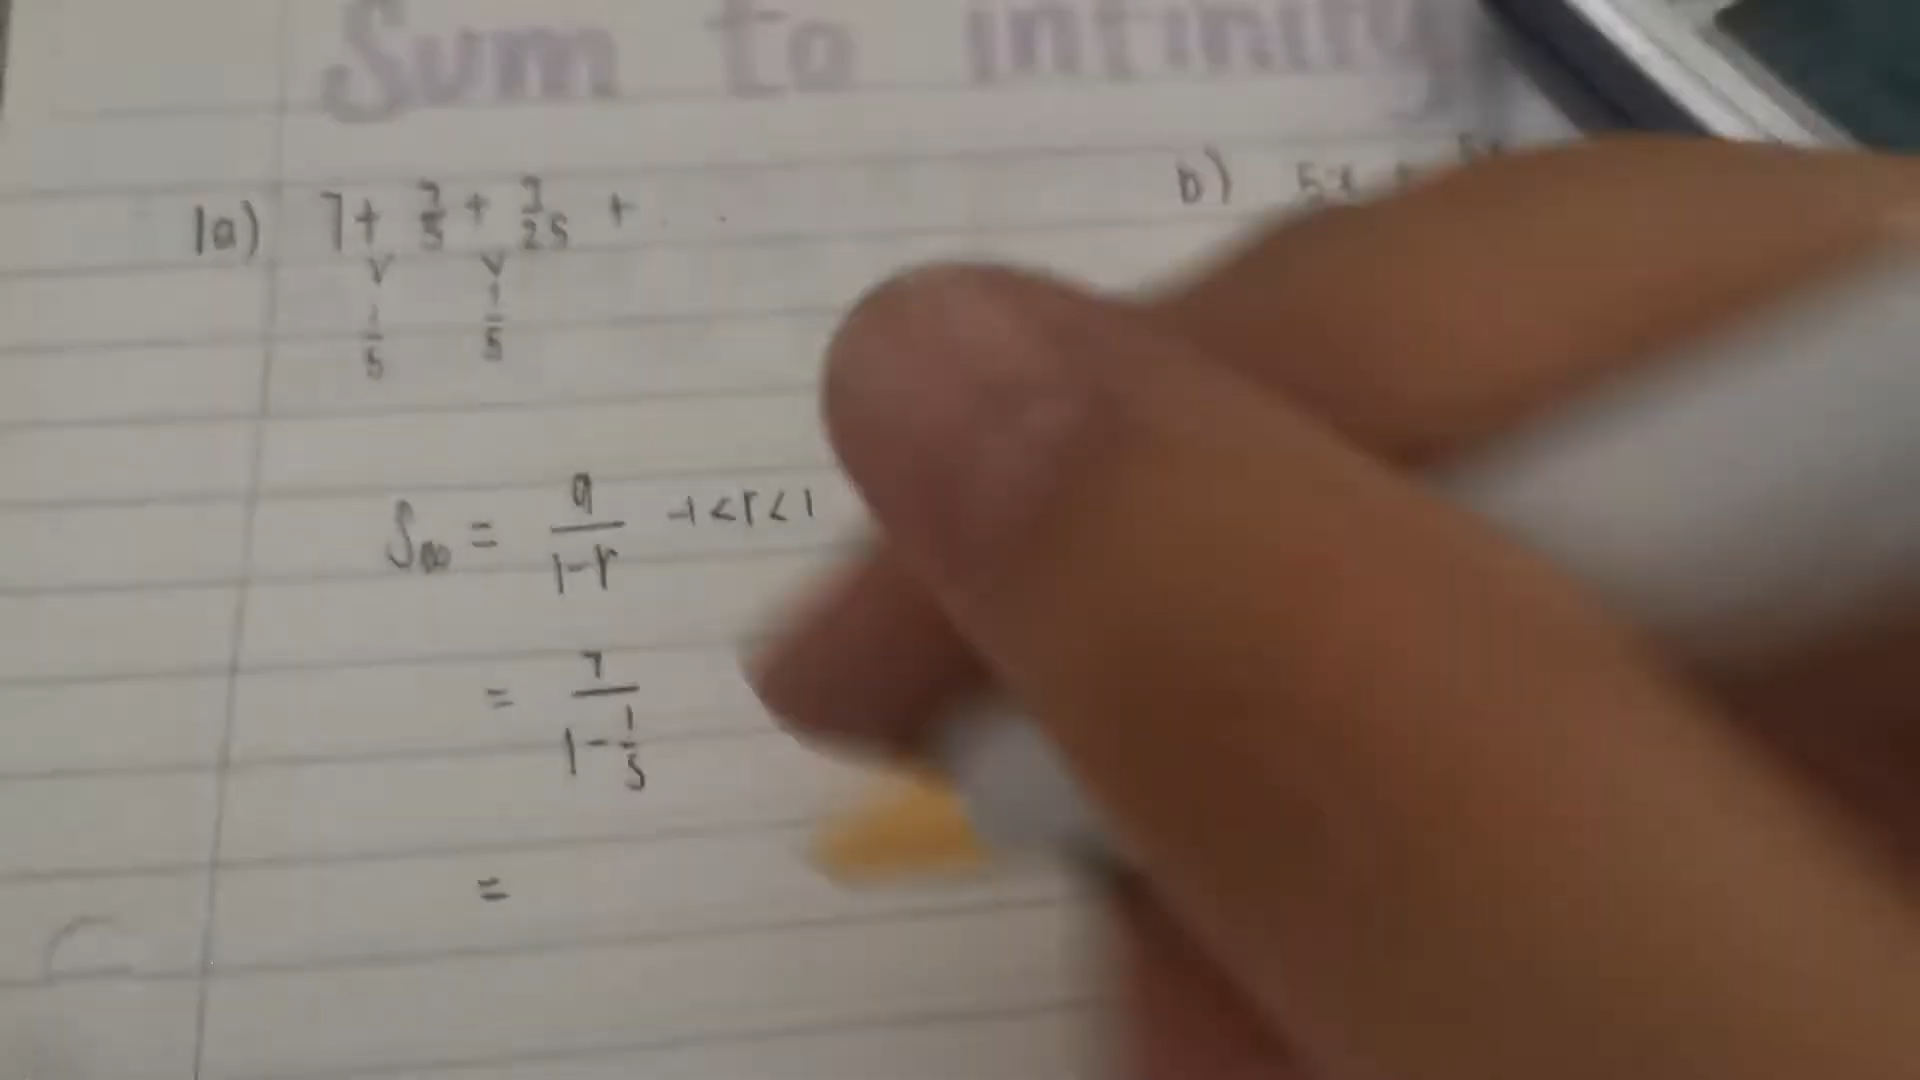 Sum to infinity
1a) 7 + 7/5 + 7/25 + . .
1/5 1/5
S∞ = a/(1-r) -1<r<1
= 7/(1-1/5)
=
b) 5x